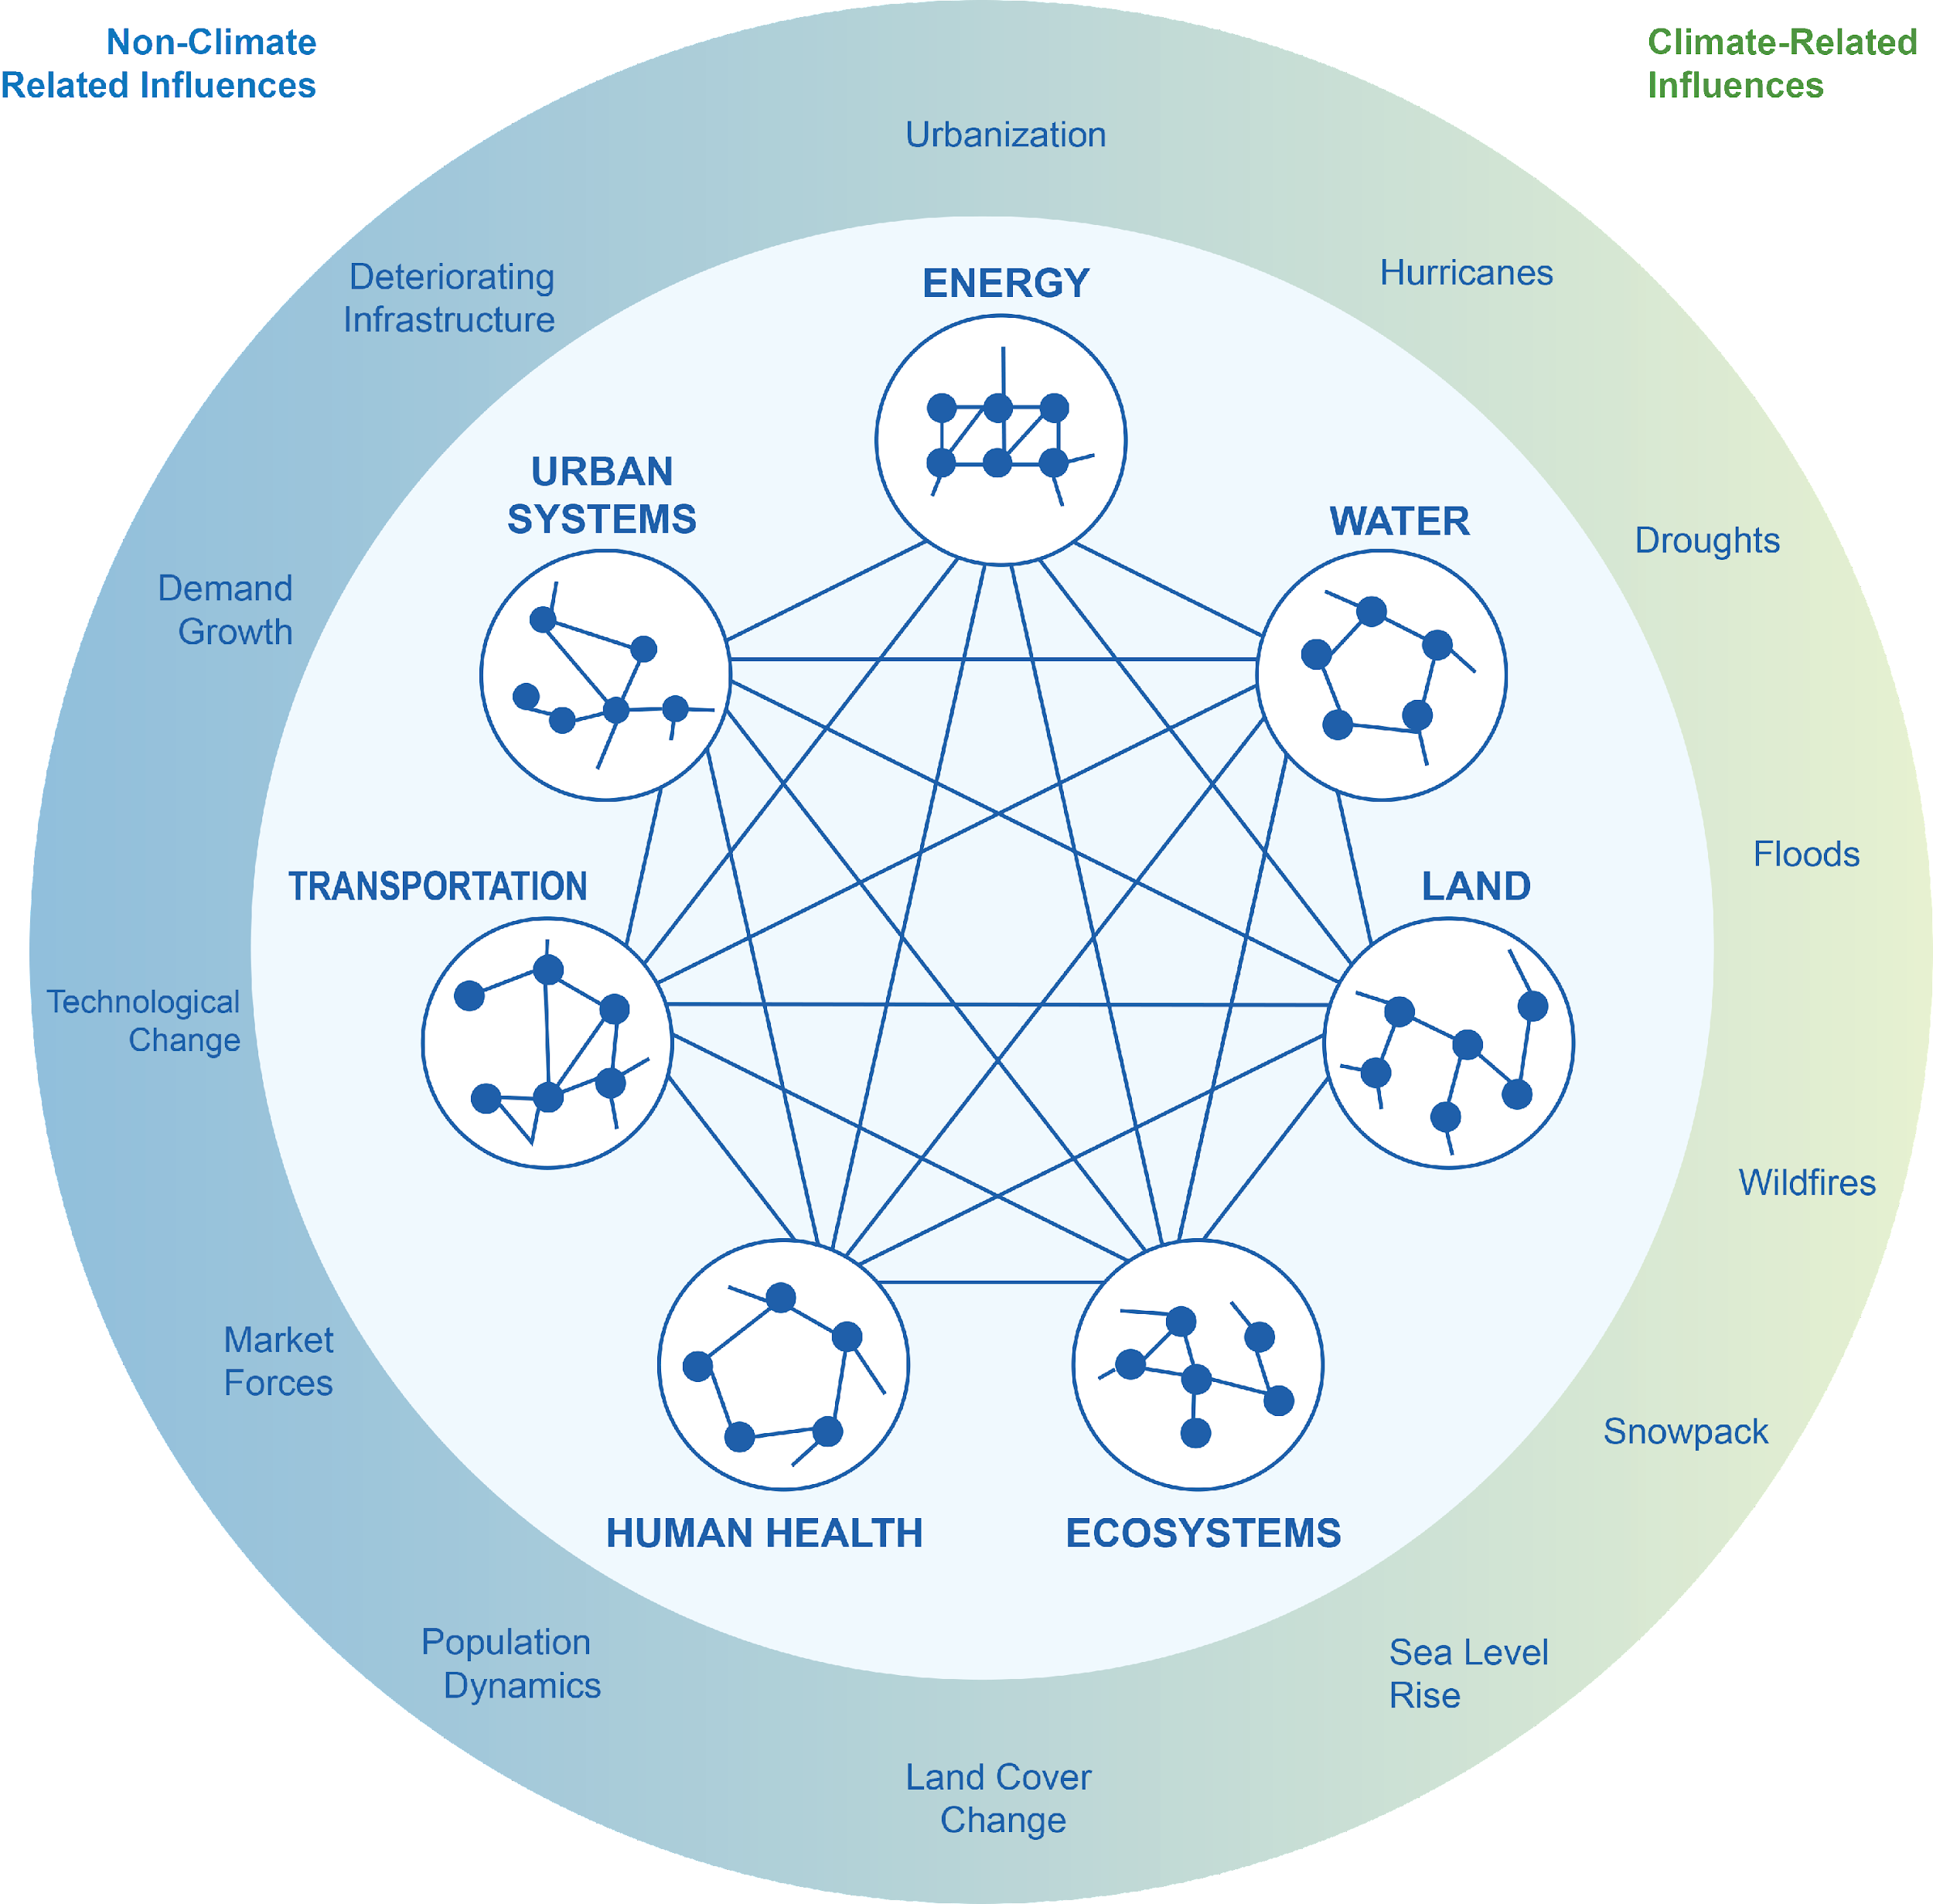 Non-Climate
Related Influences
Climate-Related
Influences
Urbanization
Deteriorating
Infrastructure
Hurricanes
ENERGY
URBAN
SYSTEMS
WATER
Droughts
Demand
Growth
Floods
TRANSPORTATION
LAND
Technological
Change
Wildfires
Market
Forces
Snowpack
HUMAN HEALTH
ECOSYSTEMS
Population
Dynamics
Sea Level
Rise
Land Cover
Change